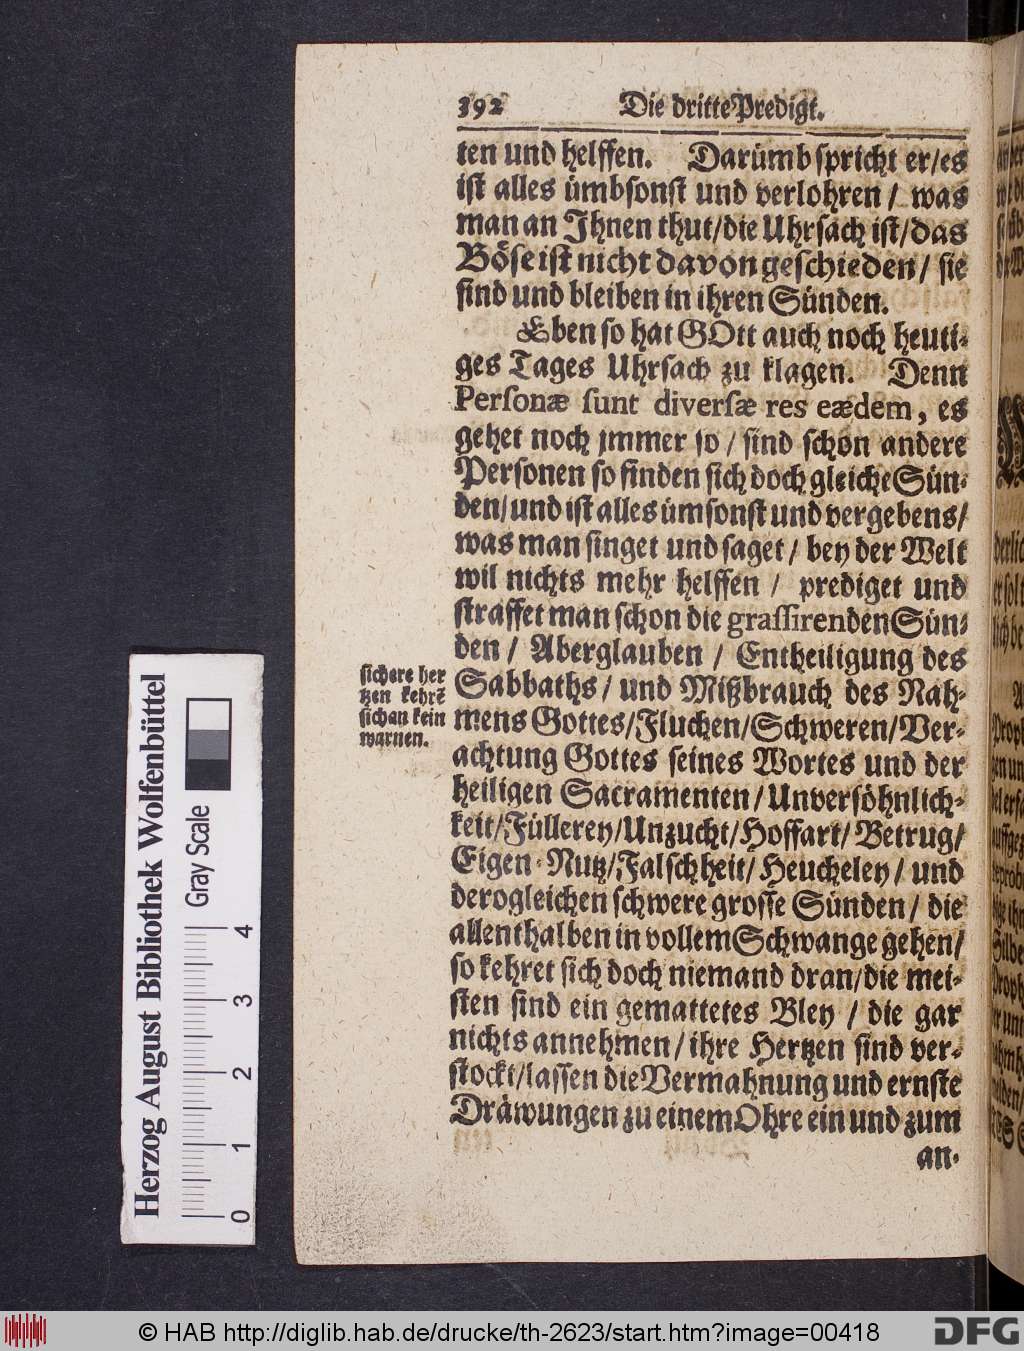 392 Die dritte Predigt.
ten und helffen. Darümb spricht er/es
ist alles ümbsonst und verlohren/ was
man an Ihnen thut/die Uhrsach ist/das
Böse ist nicht davon geschieden/ sie
sind und bleiben in ihren Sünden.
Eben so hat GOtt auch noch heuti-
ges Tages Uhrsach zu klagen. Denn
Personæ sunt diversæ res eædem, es
gehet noch immer so/ sind schon andere
Personen so finden sich doch gleiche Sün-
den/und ist alles ümsonst und vergebens/
was man singet und saget/ bey der Welt
wil nichts mehr helffen/ prediget und
straffet man schon die grassirenden Sün-
den/ Aberglauben/ Entheiligung des
Sabbaths/ und Mißbrauch des Nah-
mens Gottes/Fluchen/Schweren/Ver-
achtung Gottes seines Wortes und der
heiligen Sacramenten/Unversöhnlich-
keit/Füllerey/Unzucht/Hoffart/ Betrug/
Eigen-Nutz/Falschheit/ Heucheley/ und
derogleichen schwere grosse Sünden/ die
allenthalben in vollem Schwange gehen/
so kehret sich doch niemand dran/die mei-
sten sind ein gemattetes Bley/ die gar
nichts annehmen/ ihre Hertzen sind ver-
stockt/lassen die Vermahnung und ernste
Dräwungen zu einem Ohre ein und zum
an-
sichere her
tzen kehrẽ
sich an kein
warnen.
Herzog August Bibliothek Wolfenbüttel
Gray Scale
0 1 2 3 4
© HAB http://diglib.hab.de/drucke/th-2623/start.htm?image=00418
DFG